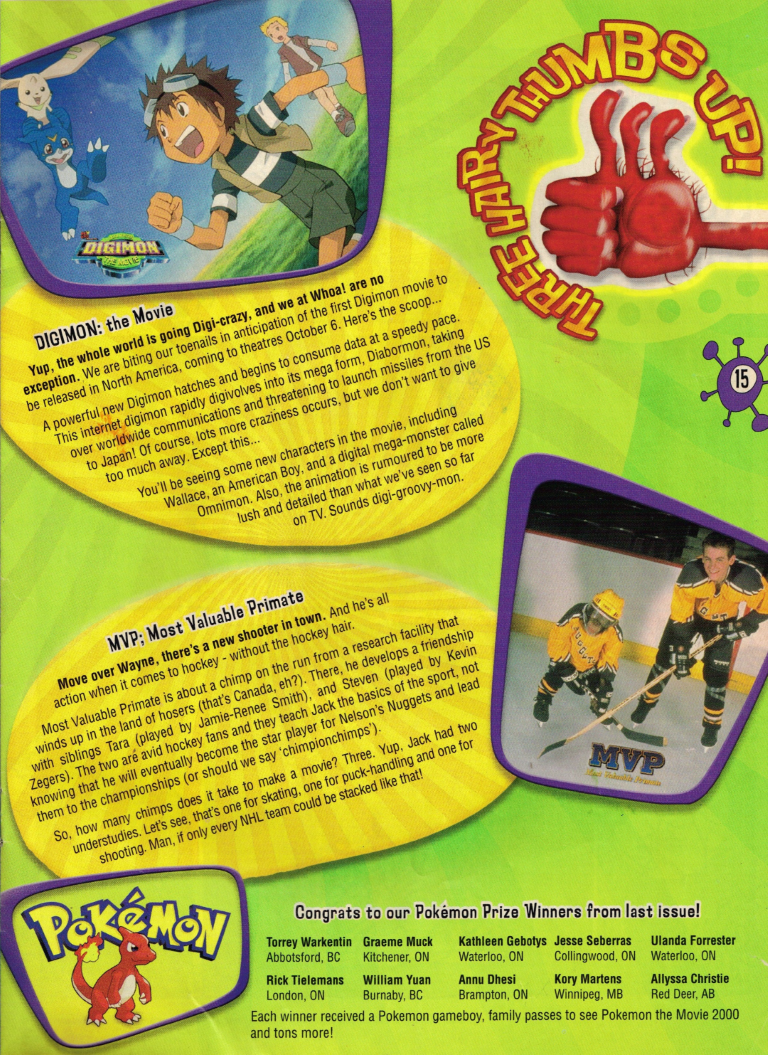 THREE HAIRY THUMBS UP!
DIGIMON
THE MOVIE
DIGIMON: the Movie
Yup, the whole world is going Digi-crazy, and we at Whoa! are no
exception. We are biting our toenails in anticipation of the first Digimon movie to
be released in North America, coming to theatres October 6. Here's the scoop...
A powerful new Digimon hatches and begins to consume data at a speedy pace.
This internet digimon rapidly digivolves into its mega form, Diabormon, taking
over worldwide communications and threatening to launch missiles from the US
to Japan! Of course, lots more craziness occurs, but we don't want to give
too much away. Except this...
You'll be seeing some new characters in the movie, including
Wallace, an American Boy, and a digital mega-monster called
Omnimon. Also, the animation is rumoured to be more
lush and detailed than what we've seen so far
on TV. Sounds digi-groovy-mon.
15
MVP; Most Valuable Primate
Move over Wayne, there's a new shooter in town. And he's all
action when it comes to hockey - without the hockey hair.
Most Valuable Primate is about a chimp on the run from a research facility that
winds up in the land of hosers (that's Canada, eh?). There, he develops a friendship
with siblings Tara (played by Jamie-Renee Smith), and Steven (played by Kevin
Zegers). The two are avid hockey fans and they teach Jack the basics of the sport, not
knowing that he will eventually become the star player for Nelson's Nuggets and lead
them to the championships (or should we say 'chimpionchimps').
So, how many chimps does it take to make a movie? Three. Yup, Jack had two
understudies. Let's see, that's one for skating, one for puck-handling and one for
shooting. Man, if only every NHL team could be stacked like that!
MVP
Most Valuable Primate
POKéMON
Congrats to our Pokémon Prize Winners from last issue!
Torrey Warkentin Graeme Muck Kathleen Gebotys Jesse Seberras Ulanda Forrester
Abbotsford, BC Kitchener, ON Waterloo, ON Collingwood, ON Waterloo, ON
Rick Tielemans William Yuan Annu Dhesi Kory Martens Allyssa Christie
London, ON Burnaby, BC Brampton, ON Winnipeg, MB Red Deer, AB
Each winner received a Pokemon gameboy, family passes to see Pokemon the Movie 2000
and tons more!